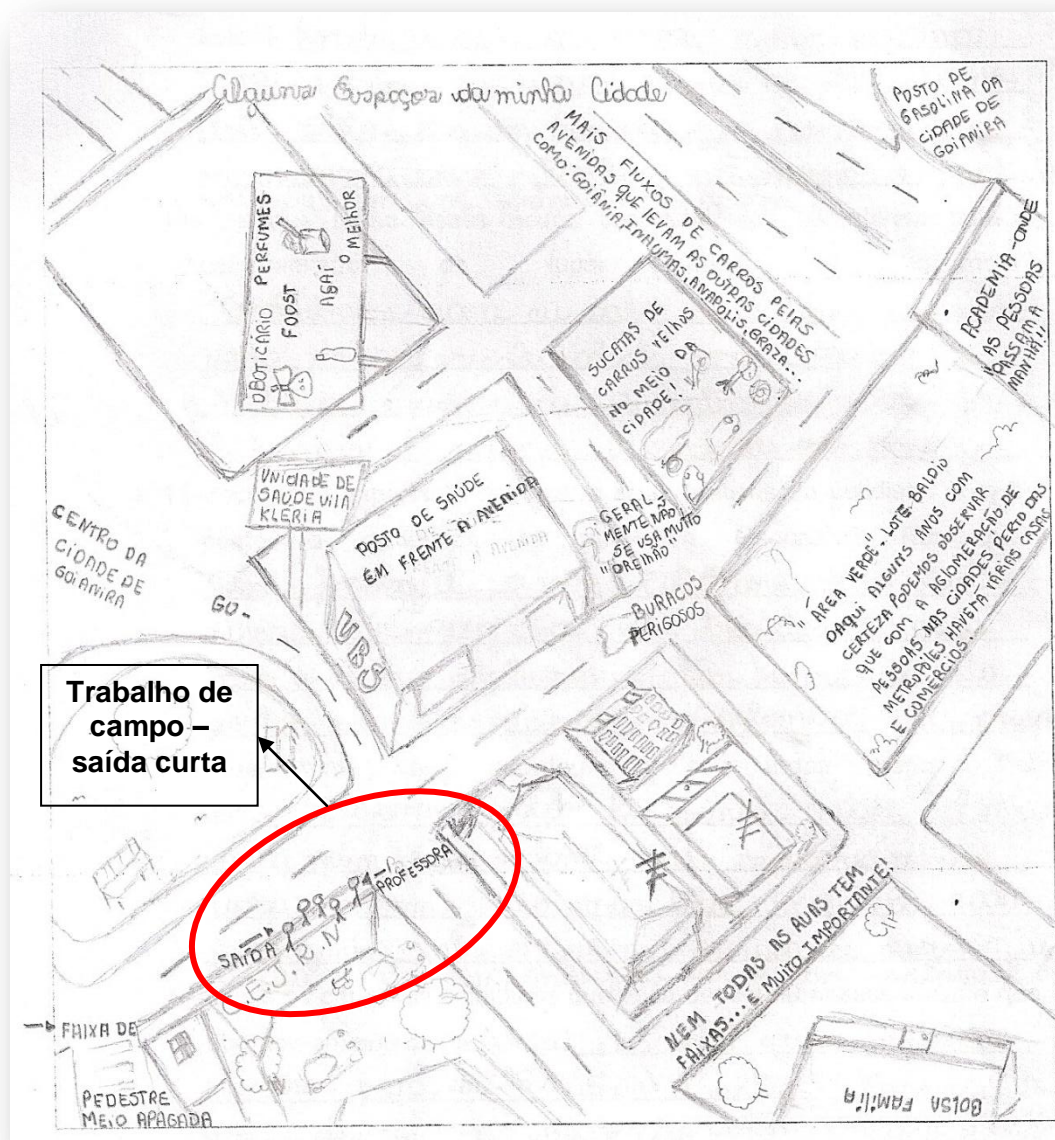 Alguns Espaços da minha Cidade
POSTO DE
GASOLINA DA
CIDADE DE
GOIANIRA
MAIS FLUXOS DE CARROS PELAS
AVENIDAS QUE LEVAM AS OUTRAS CIDADES
COMO: GOIÂNIA, INHUMAS, ANAPOLIS, BRAZA...
OBOTICÁRIO PERFUMES
FOOST
AÇAÍ O
MELHOR
ACADEMIA - ONDE
AS PESSOAS
"PASSAM A
MANHÃ!!
SUCATAS DE
CARROS VELHOS
NO MEIO DA
CIDADE!
UNIDADE DE
SAÚDE VILA
KLERIA
POSTO DE SAÚDE
EM FRENTE A AVENIDA
GERAL-
MENTE NÃO
SE USA MUITO
"ORELHÃO"
CENTRO DA
CIDADE DE
GOIANIRA
GO-
UBS
BURACOS
PERIGOSOS
"ÁREA VERDE". LOTE BALDIO
DAQUI ALGUNS ANOS COM
CERTEZA PODEMOS OBSERVAR
QUE COM A AGLOMERAÇÃO DE
PESSOAS NAS CIDADES PERTO DAS
METROPOLES HAVERÁ VÁRIAS CASAS
E COMERCIOS.
Trabalho de
campo –
saída curta
PROFESSORA
SAÍDA
C.E.J.R.N
NEM TODAS AS RUAS TEM
FAIXAS... É MUITO IMPORTANTE!
FAIXA DE
PEDESTRE
MEIO APAGADA
BOLSA FAMÍLIA